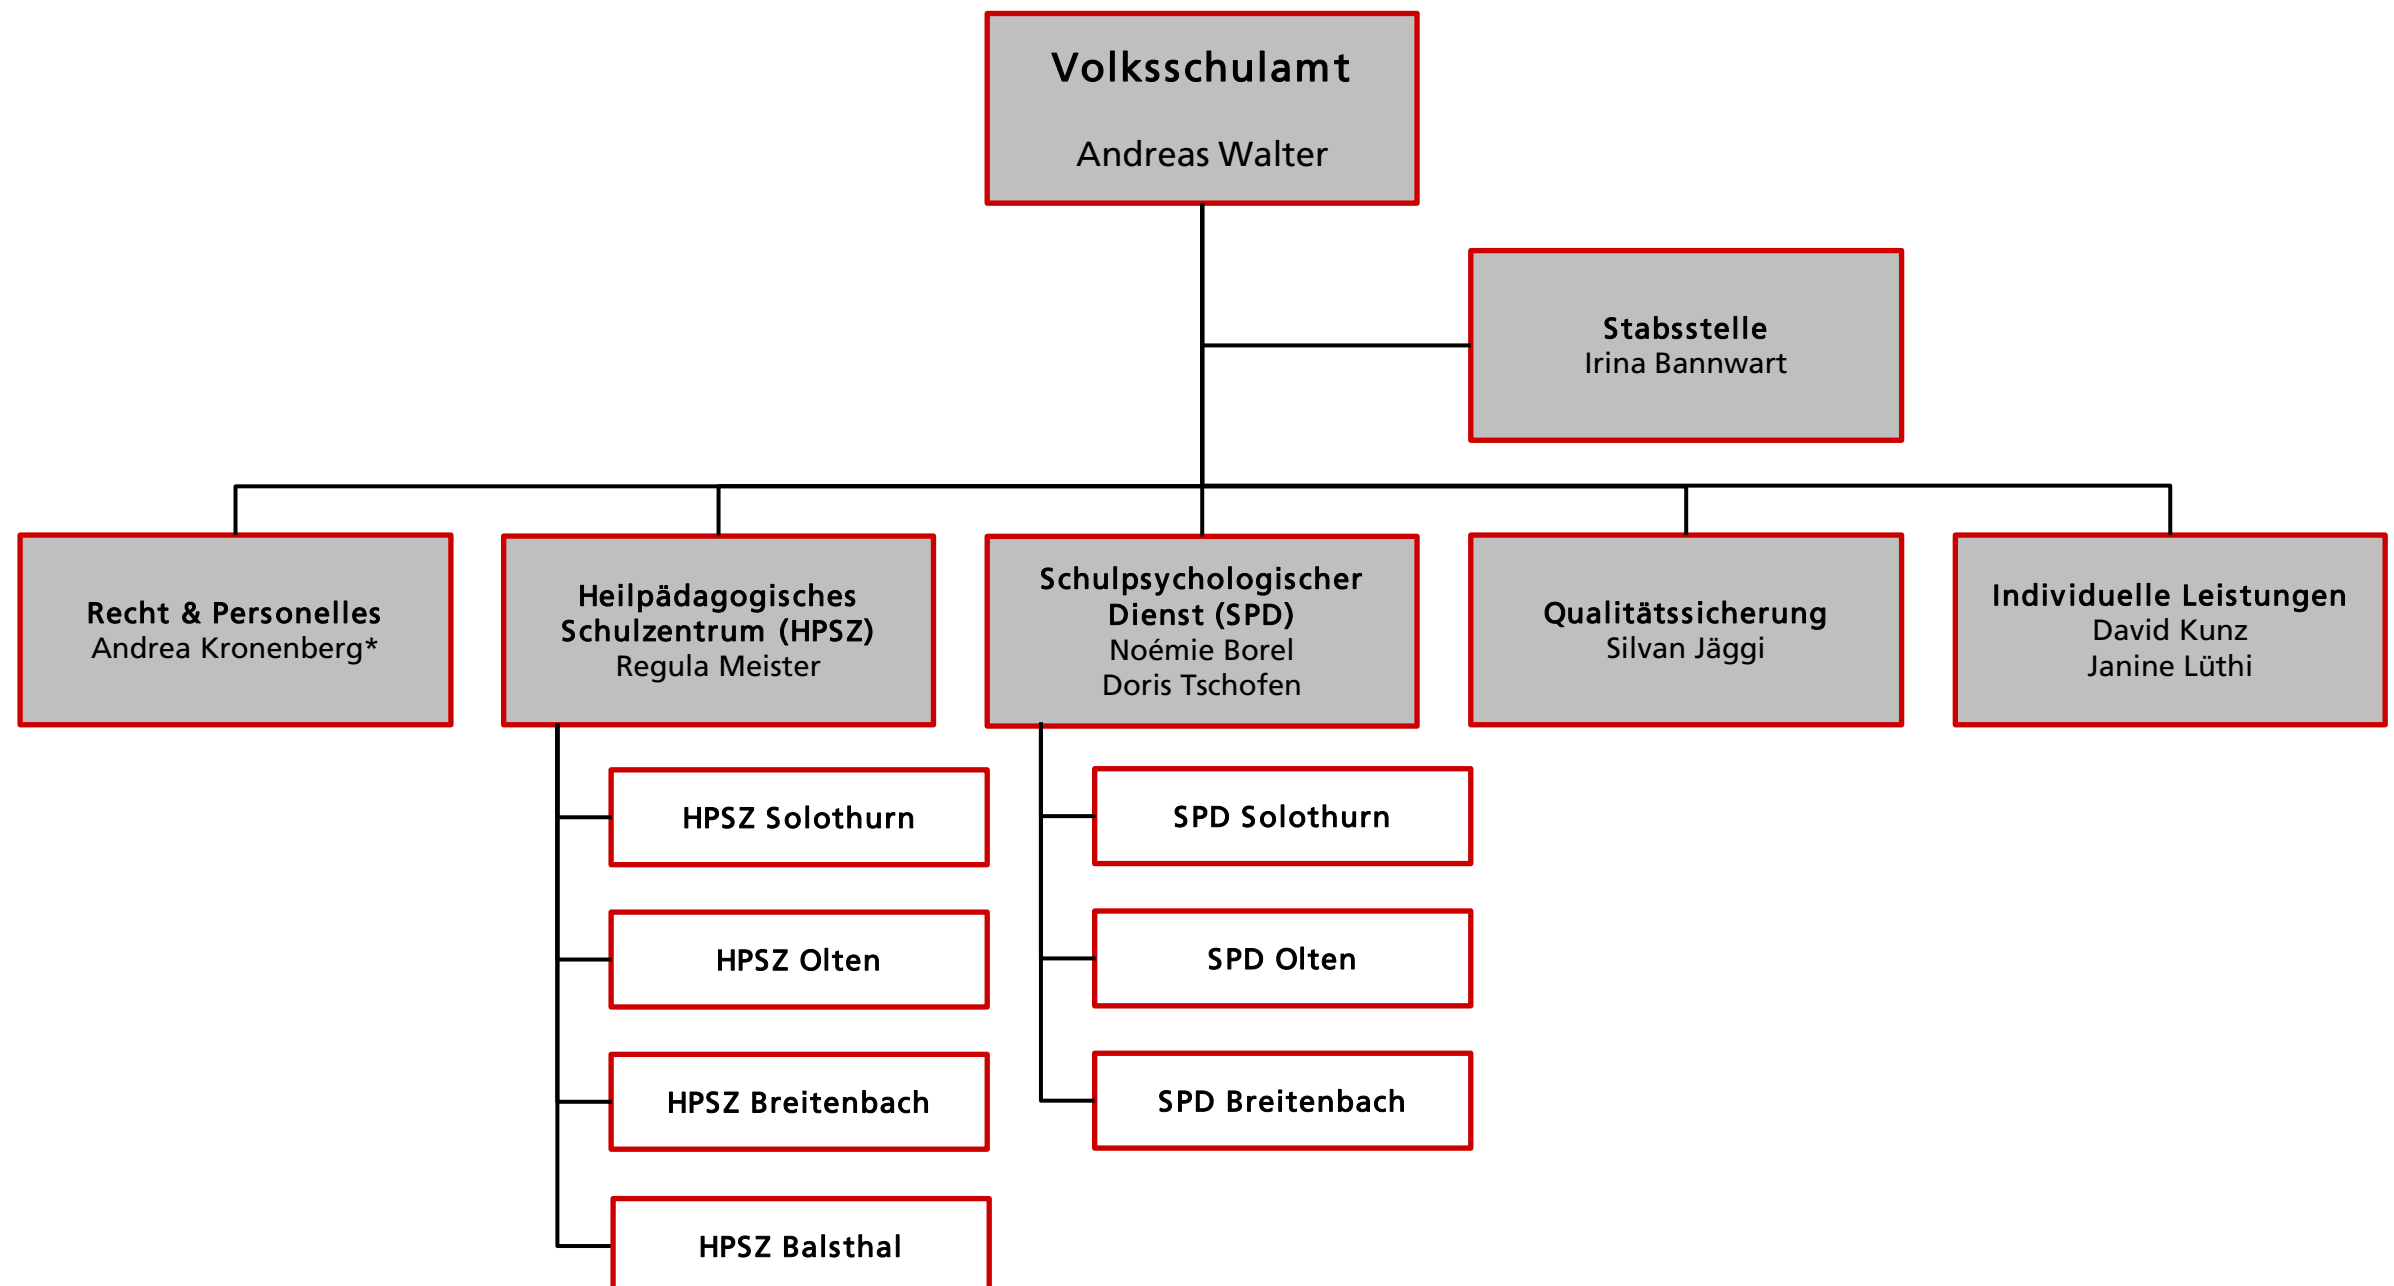 Volksschulamt
Andreas Walter
Stabsstelle
Irina Bannwart
Recht & Personelles
Andrea Kronenberg*
Heilpädagogisches
Schulzentrum (HPSZ)
Regula Meister
Schulpsychologischer
Dienst (SPD)
Noémie Borel
Doris Tschofen
Qualitätssicherung
Silvan Jäggi
Individuelle Leistungen
David Kunz
Janine Lüthi
HPSZ Solothurn
HPSZ Olten
HPSZ Breitenbach
HPSZ Balsthal
SPD Solothurn
SPD Olten
SPD Breitenbach